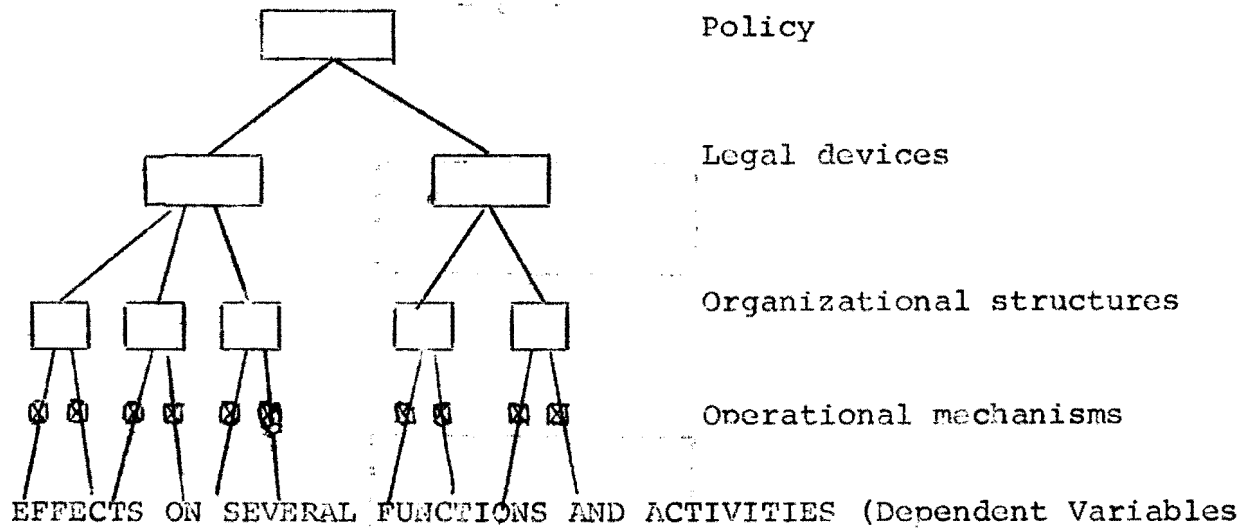 Policy
Legal devices
Organizational structures
Operational mechanisms
EFFECTS ON SEVERAL FUNCTIONS AND ACTIVITIES (Dependent Variables